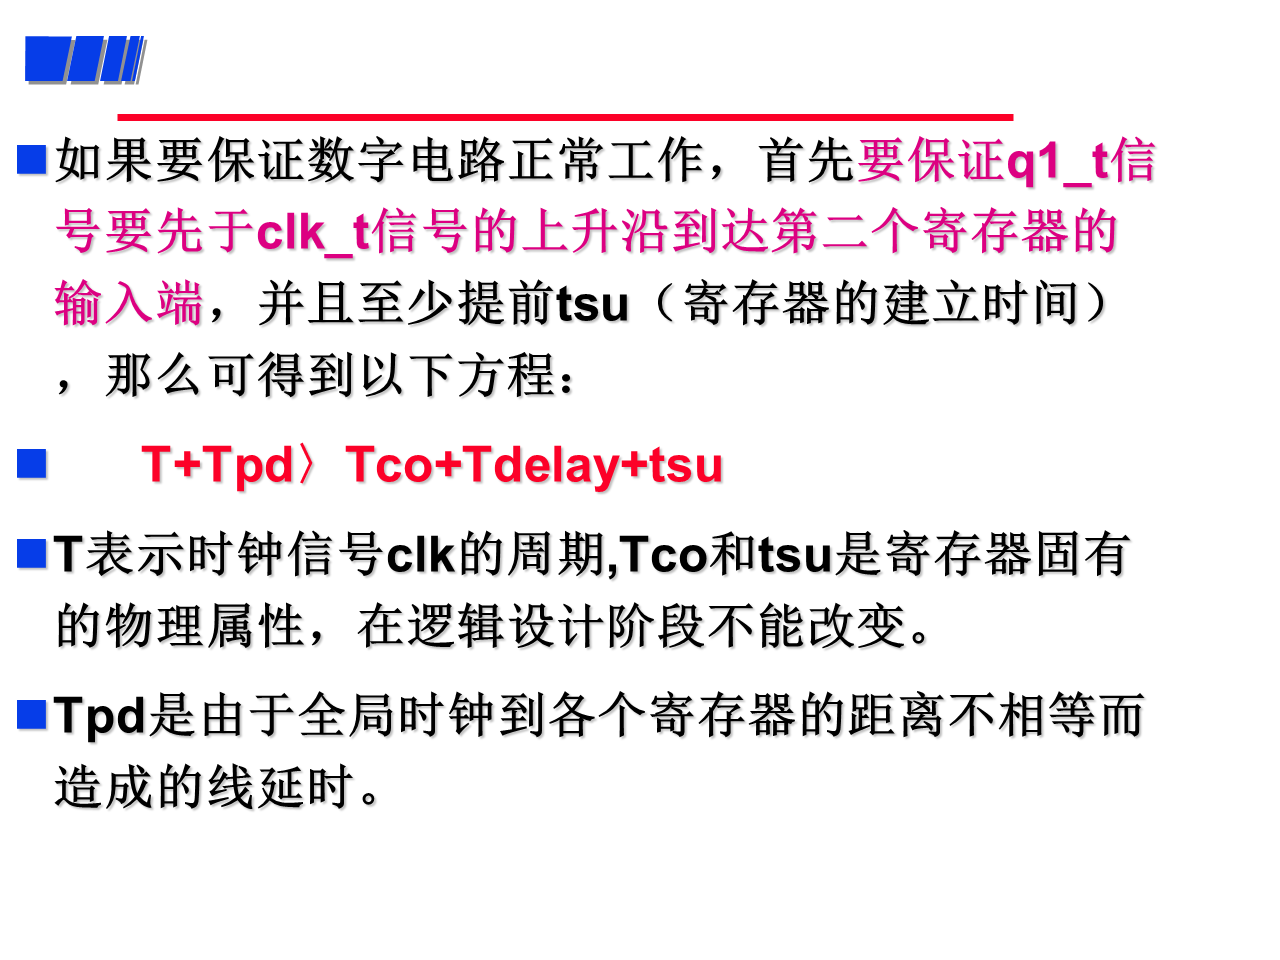 如果要保证数字电路正常工作，首先要保证q1_t信
号要先于clk_t信号的上升沿到达第二个寄存器的
输入端，并且至少提前tsu（寄存器的建立时间）
，那么可得到以下方程：
T+Tpd〉Tco+Tdelay+tsu
T表示时钟信号clk的周期,Tco和tsu是寄存器固有
的物理属性，在逻辑设计阶段不能改变。
Tpd是由于全局时钟到各个寄存器的距离不相等而
造成的线延时。